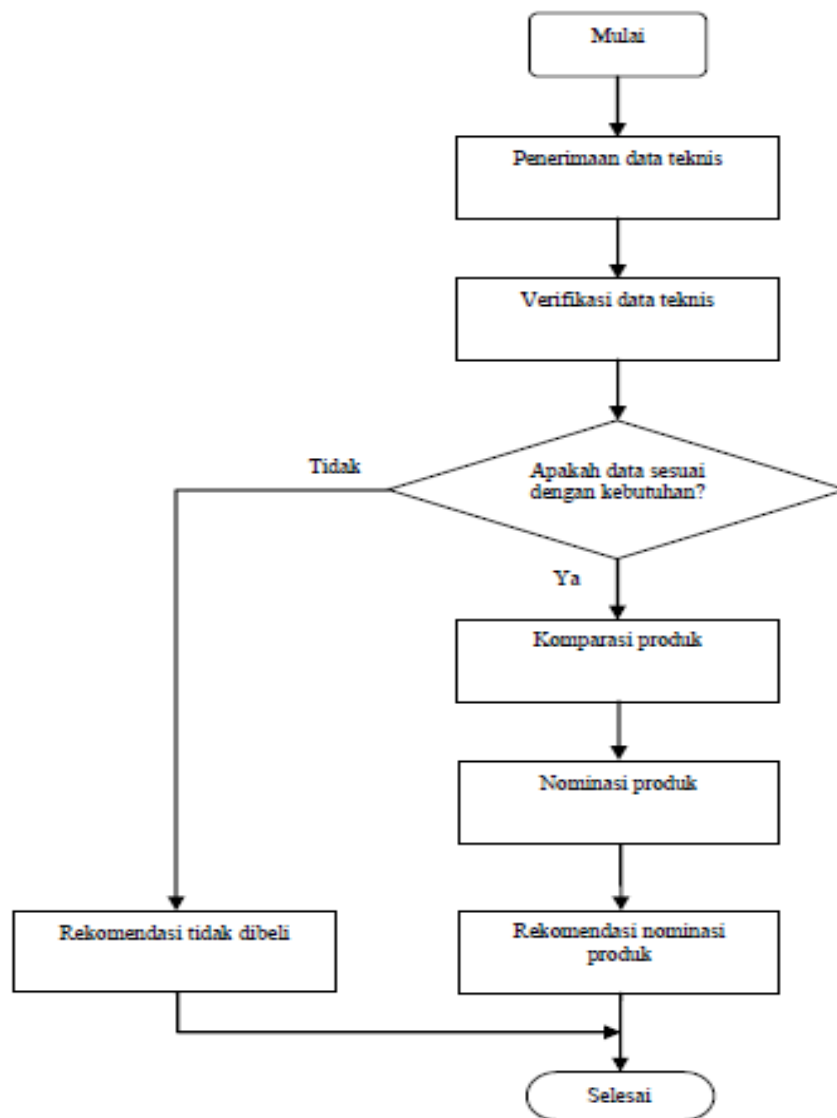 Mulai
Penerimaan data teknis
Verifikasi data teknis
Tidak
Apakah data sesuai
dengan kebutuhan?
Ya
Komparasi produk
Nominasi produk
Rekomendasi tidak dibeli
Rekomendasi nominasi
produk
Selesai